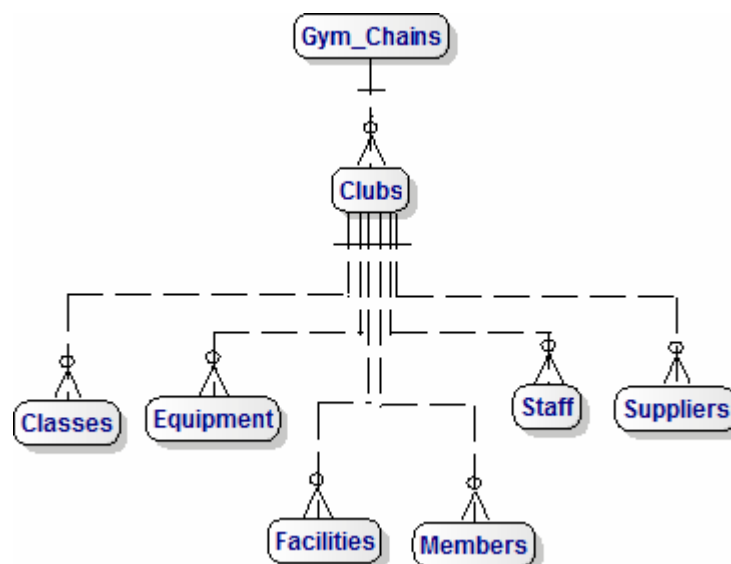 Gym_Chains
Clubs
Classes
Equipment
Staff
Suppliers
Facilities
Members